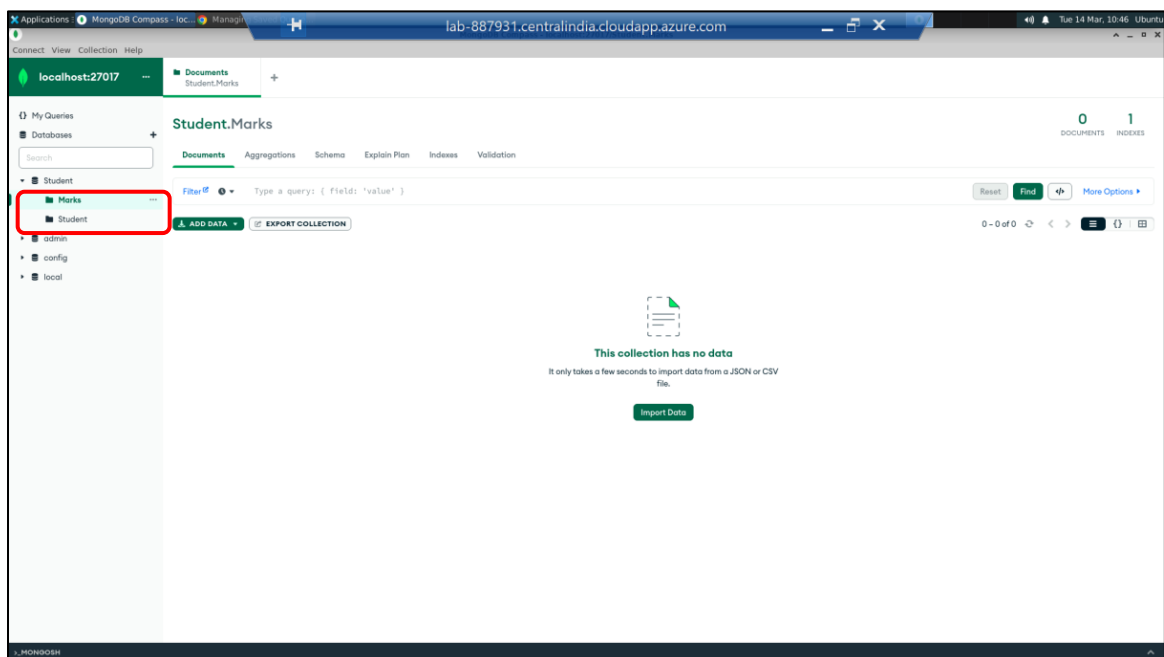 Applications : MongoDB Compass - loc... Managin
lab-887931.centralindia.cloudapp.azure.com
Tue 14 Mar, 10:46 Ubuntu
Connect View Collection Help
localhost:27017 ...
Documents
Student.Marks
+
{} My Queries
Databases +
Search
Student
Marks ...
Student
admin
config
local
Student.Marks
0 DOCUMENTS
1 INDEXES
Documents Aggregations Schema Explain Plan Indexes Validation
Filter Type a query: { field: 'value' }
Reset Find </> More Options
ADD DATA EXPORT COLLECTION
0 - 0 of 0 < > {}
This collection has no data
It only takes a few seconds to import data from a JSON or CSV
file.
Import Data
>_MONGOSH